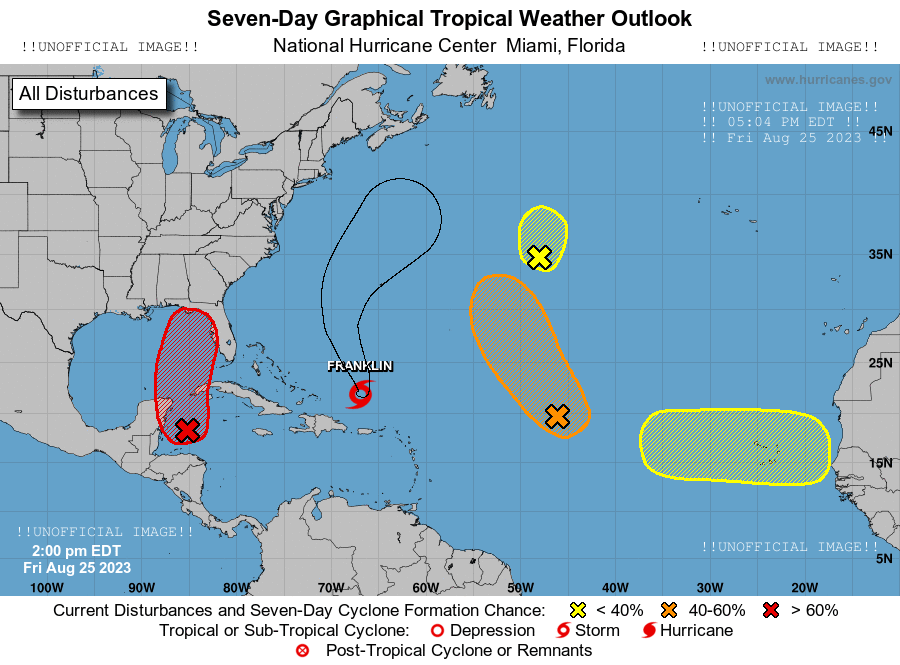 Seven-Day Graphical Tropical Weather Outlook
!!UNOFFICIAL IMAGE!! National Hurricane Center Miami, Florida !!UNOFFICIAL IMAGE!!
www.hurricanes.gov
All Disturbances
!!UNOFFICIAL IMAGE!!
!! 05:04 PM EDT !!
!! Fri Aug 25 2023 !!
45N
35N
FRANKLIN
25N
15N
!!UNOFFICIAL IMAGE!!
2:00 pm EDT
Fri Aug 25 2023
!!UNOFFICIAL IMAGE!!
5N
100W 90W 80W 70W 60W 50W 40W 30W 20W
Current Disturbances and Seven-Day Cyclone Formation Chance: < 40% 40-60% > 60%
Tropical or Sub-Tropical Cyclone: Depression Storm Hurricane
Post-Tropical Cyclone or Remnants